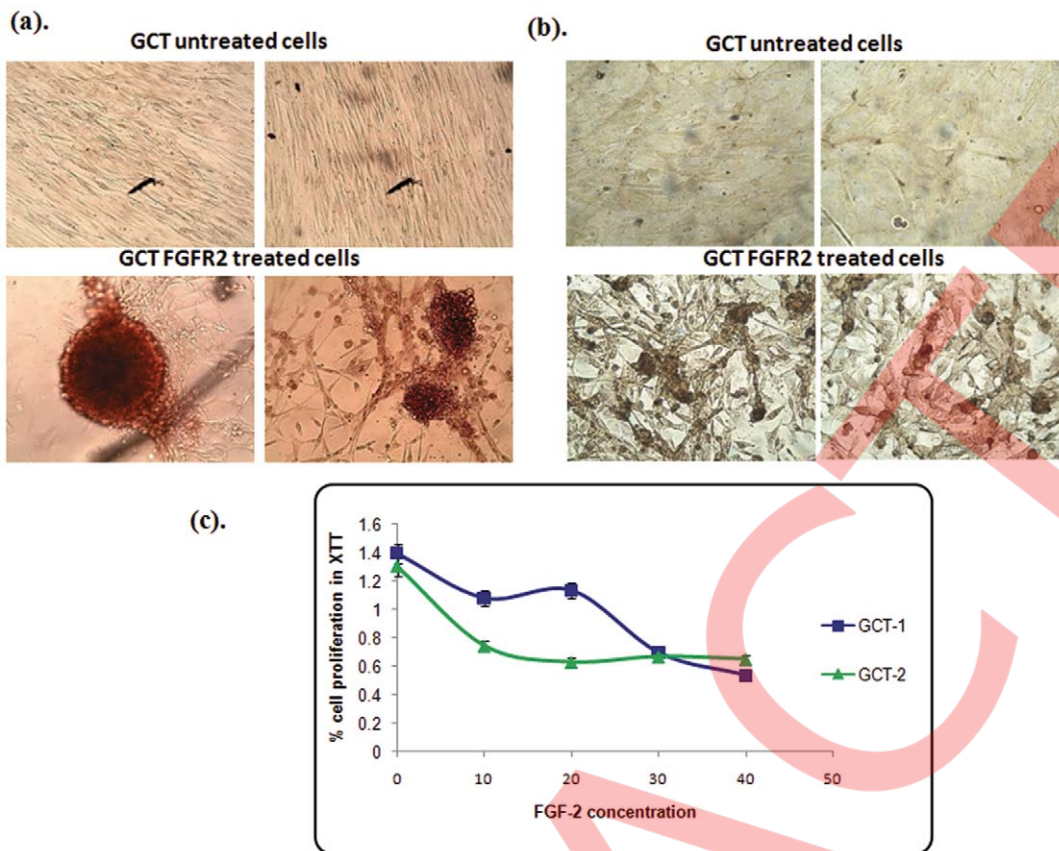 (a).
GCT untreated cells
GCT FGFR2 treated cells
(b).
GCT untreated cells
GCT FGFR2 treated cells
(c).
% cell proliferation in XTT
1.6
1.4
1.2
1
0.8
0.6
0.4
0.2
0
0 10 20 30 40 50
FGF-2 concentration
GCT-1
GCT-2